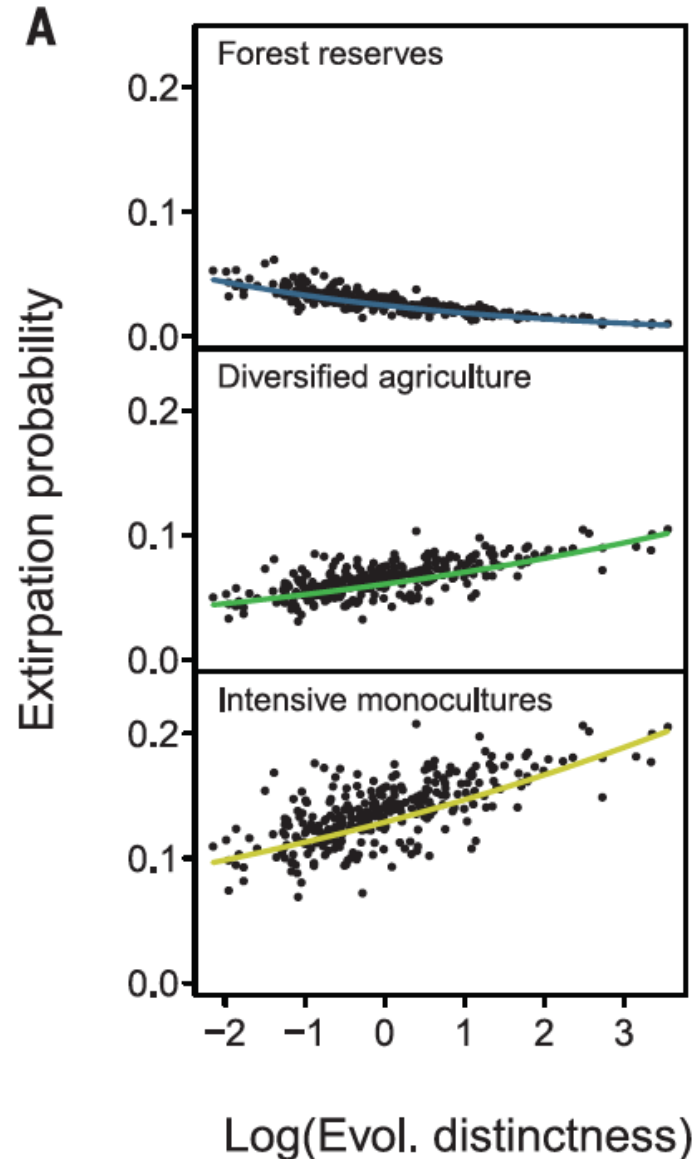 A
Extirpation probability
Forest reserves
0.2
0.1
0.0
Diversified agriculture
0.2
0.1
0.0
Intensive monocultures
0.2
0.1
0.0
−2 −1 0 1 2 3
Log(Evol. distinctness)